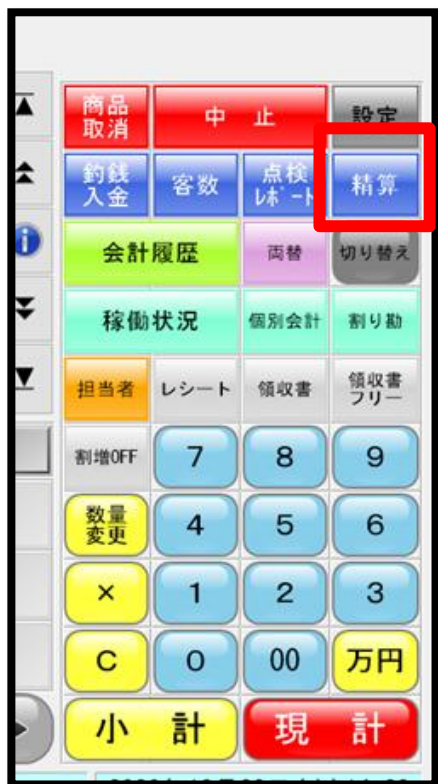 商品
取消
中 止
設定
釣銭
入金
客数
点検
ﾚﾎﾟｰﾄ
精算
会計履歴
両替
切り替え
稼働状況
個別会計
割り勘
担当者
レシート
領収書
領収書
フリー
割増OFF
7
8
9
数量
変更
4
5
6
×
1
2
3
C
0
00
万円
小 計
現 計